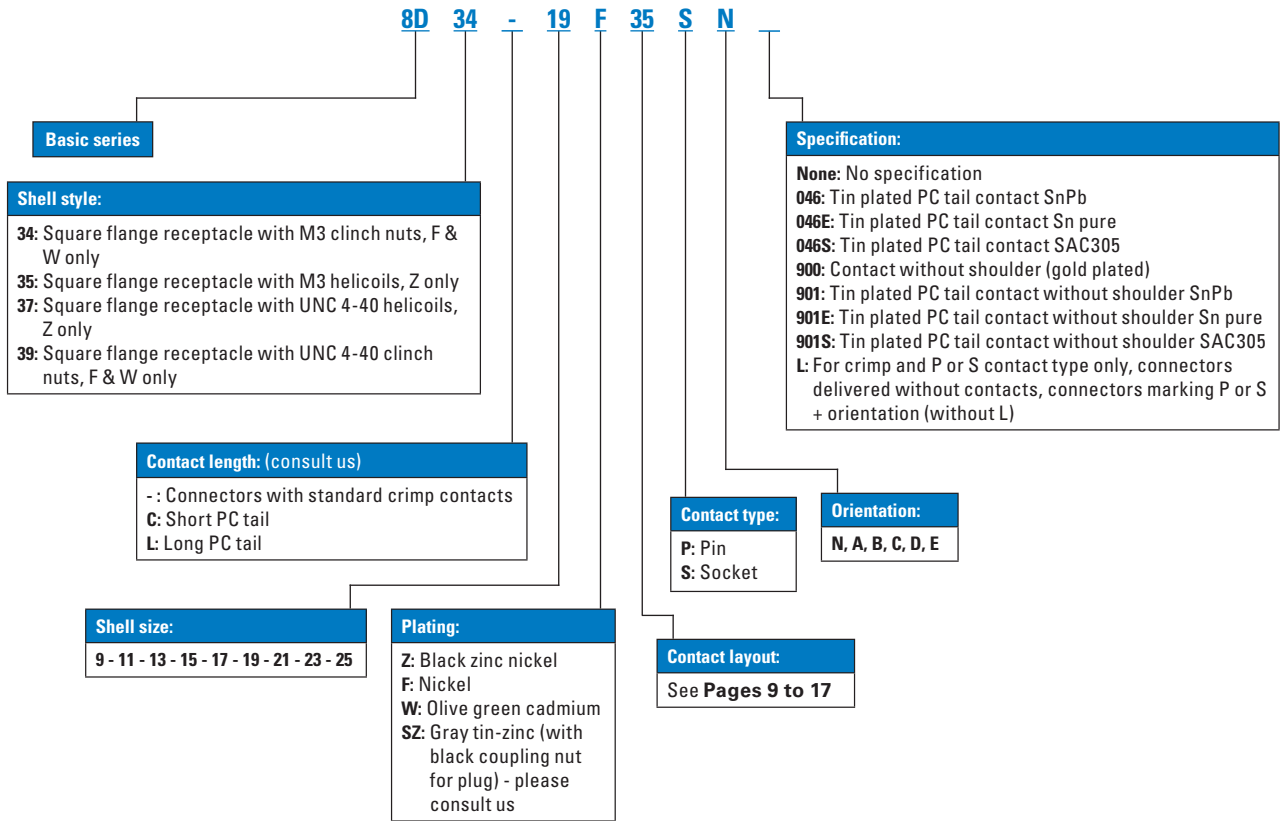 8D 34 - 19 F 35 S N _
Basic series
Shell style:
34: Square flange receptacle with M3 clinch nuts, F &
W only
35: Square flange receptacle with M3 helicoils, Z only
37: Square flange receptacle with UNC 4-40 helicoils,
Z only
39: Square flange receptacle with UNC 4-40 clinch
nuts, F & W only
Specification:
None: No specification
046: Tin plated PC tail contact SnPb
046E: Tin plated PC tail contact Sn pure
046S: Tin plated PC tail contact SAC305
900: Contact without shoulder (gold plated)
901: Tin plated PC tail contact without shoulder SnPb
901E: Tin plated PC tail contact without shoulder Sn pure
901S: Tin plated PC tail contact without shoulder SAC305
L: For crimp and P or S contact type only, connectors
delivered without contacts, connectors marking P or S
+ orientation (without L)
Contact length: (consult us)
- : Connectors with standard crimp contacts
C: Short PC tail
L: Long PC tail
Contact type:
P: Pin
S: Socket
Orientation:
N, A, B, C, D, E
Shell size:
9 - 11 - 13 - 15 - 17 - 19 - 21 - 23 - 25
Plating:
Z: Black zinc nickel
F: Nickel
W: Olive green cadmium
SZ: Gray tin-zinc (with
black coupling nut
for plug) - please
consult us
Contact layout:
See Pages 9 to 17